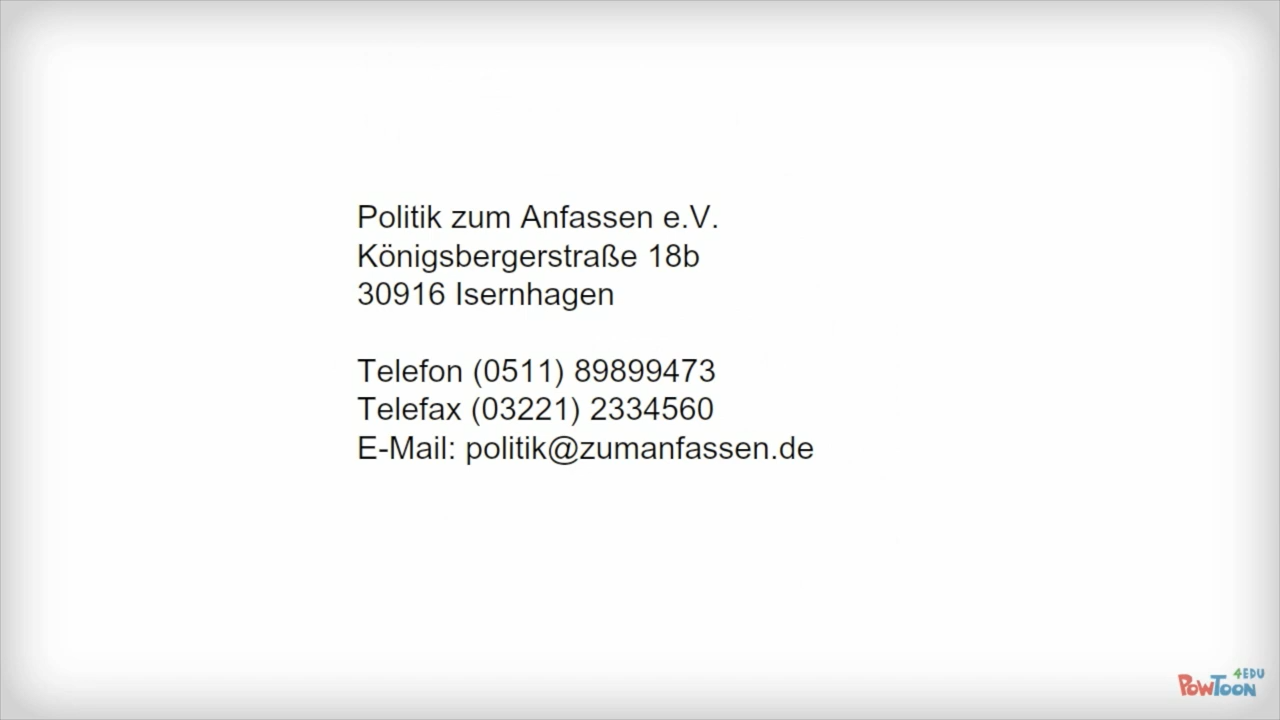 Politik zum Anfassen e.V.
Königsbergerstraße 18b
30916 Isernhagen
Telefon (0511) 89899473
Telefax (03221) 2334560
E-Mail: politik@zumanfassen.de
4EDU
PowToon